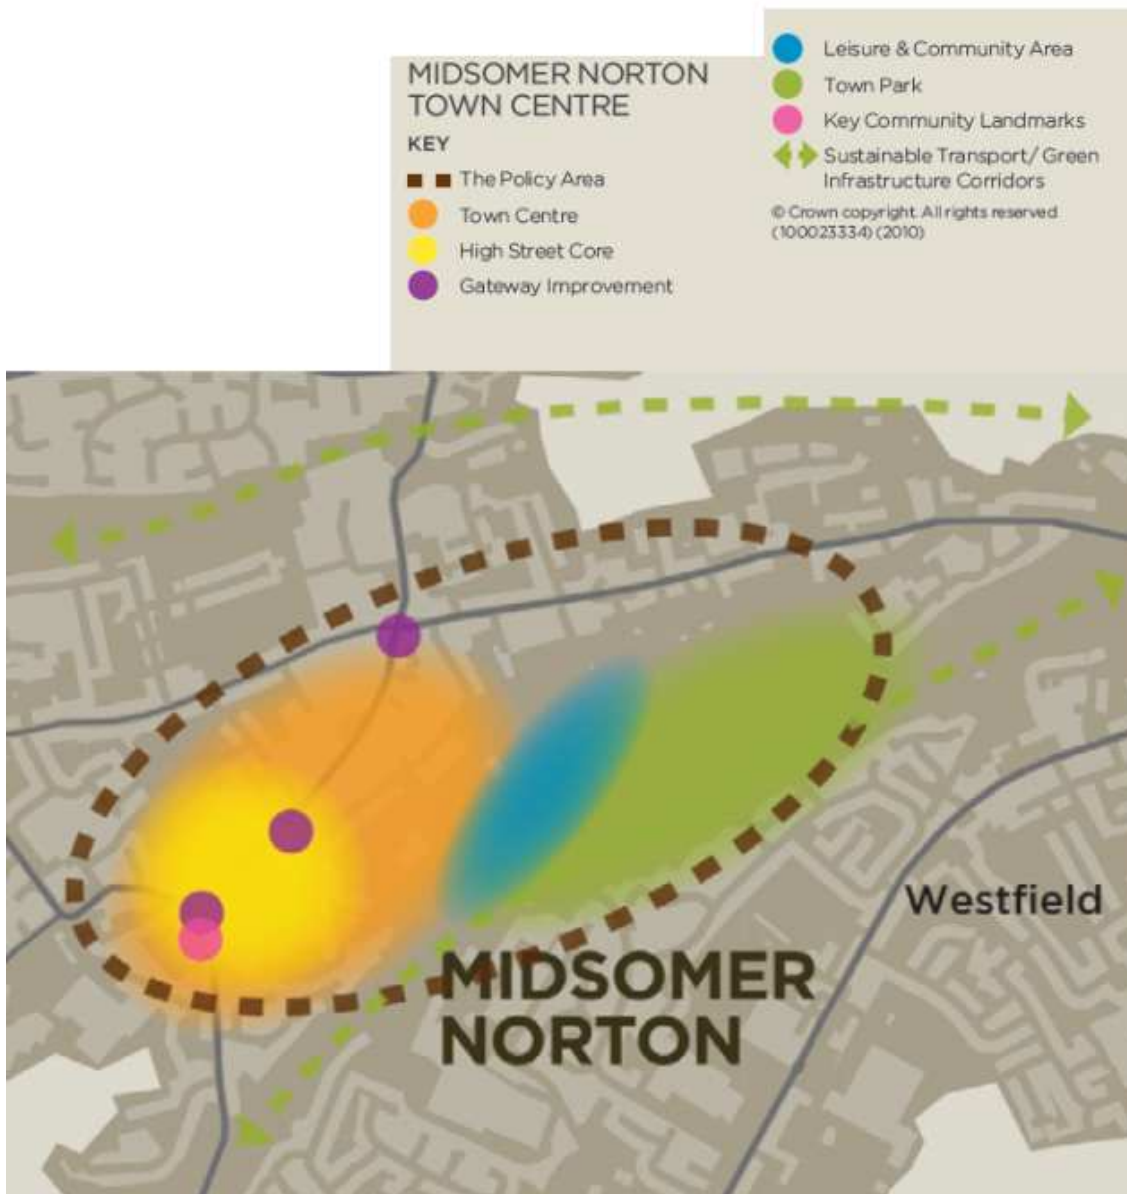 MIDSOMER NORTON
TOWN CENTRE
KEY
The Policy Area
Town Centre
High Street Core
Gateway Improvement
Leisure & Community Area
Town Park
Key Community Landmarks
Sustainable Transport/ Green
Infrastructure Corridors
© Crown copyright. All rights reserved
(100023334) (2010)
Westfield
MIDSOMER
NORTON